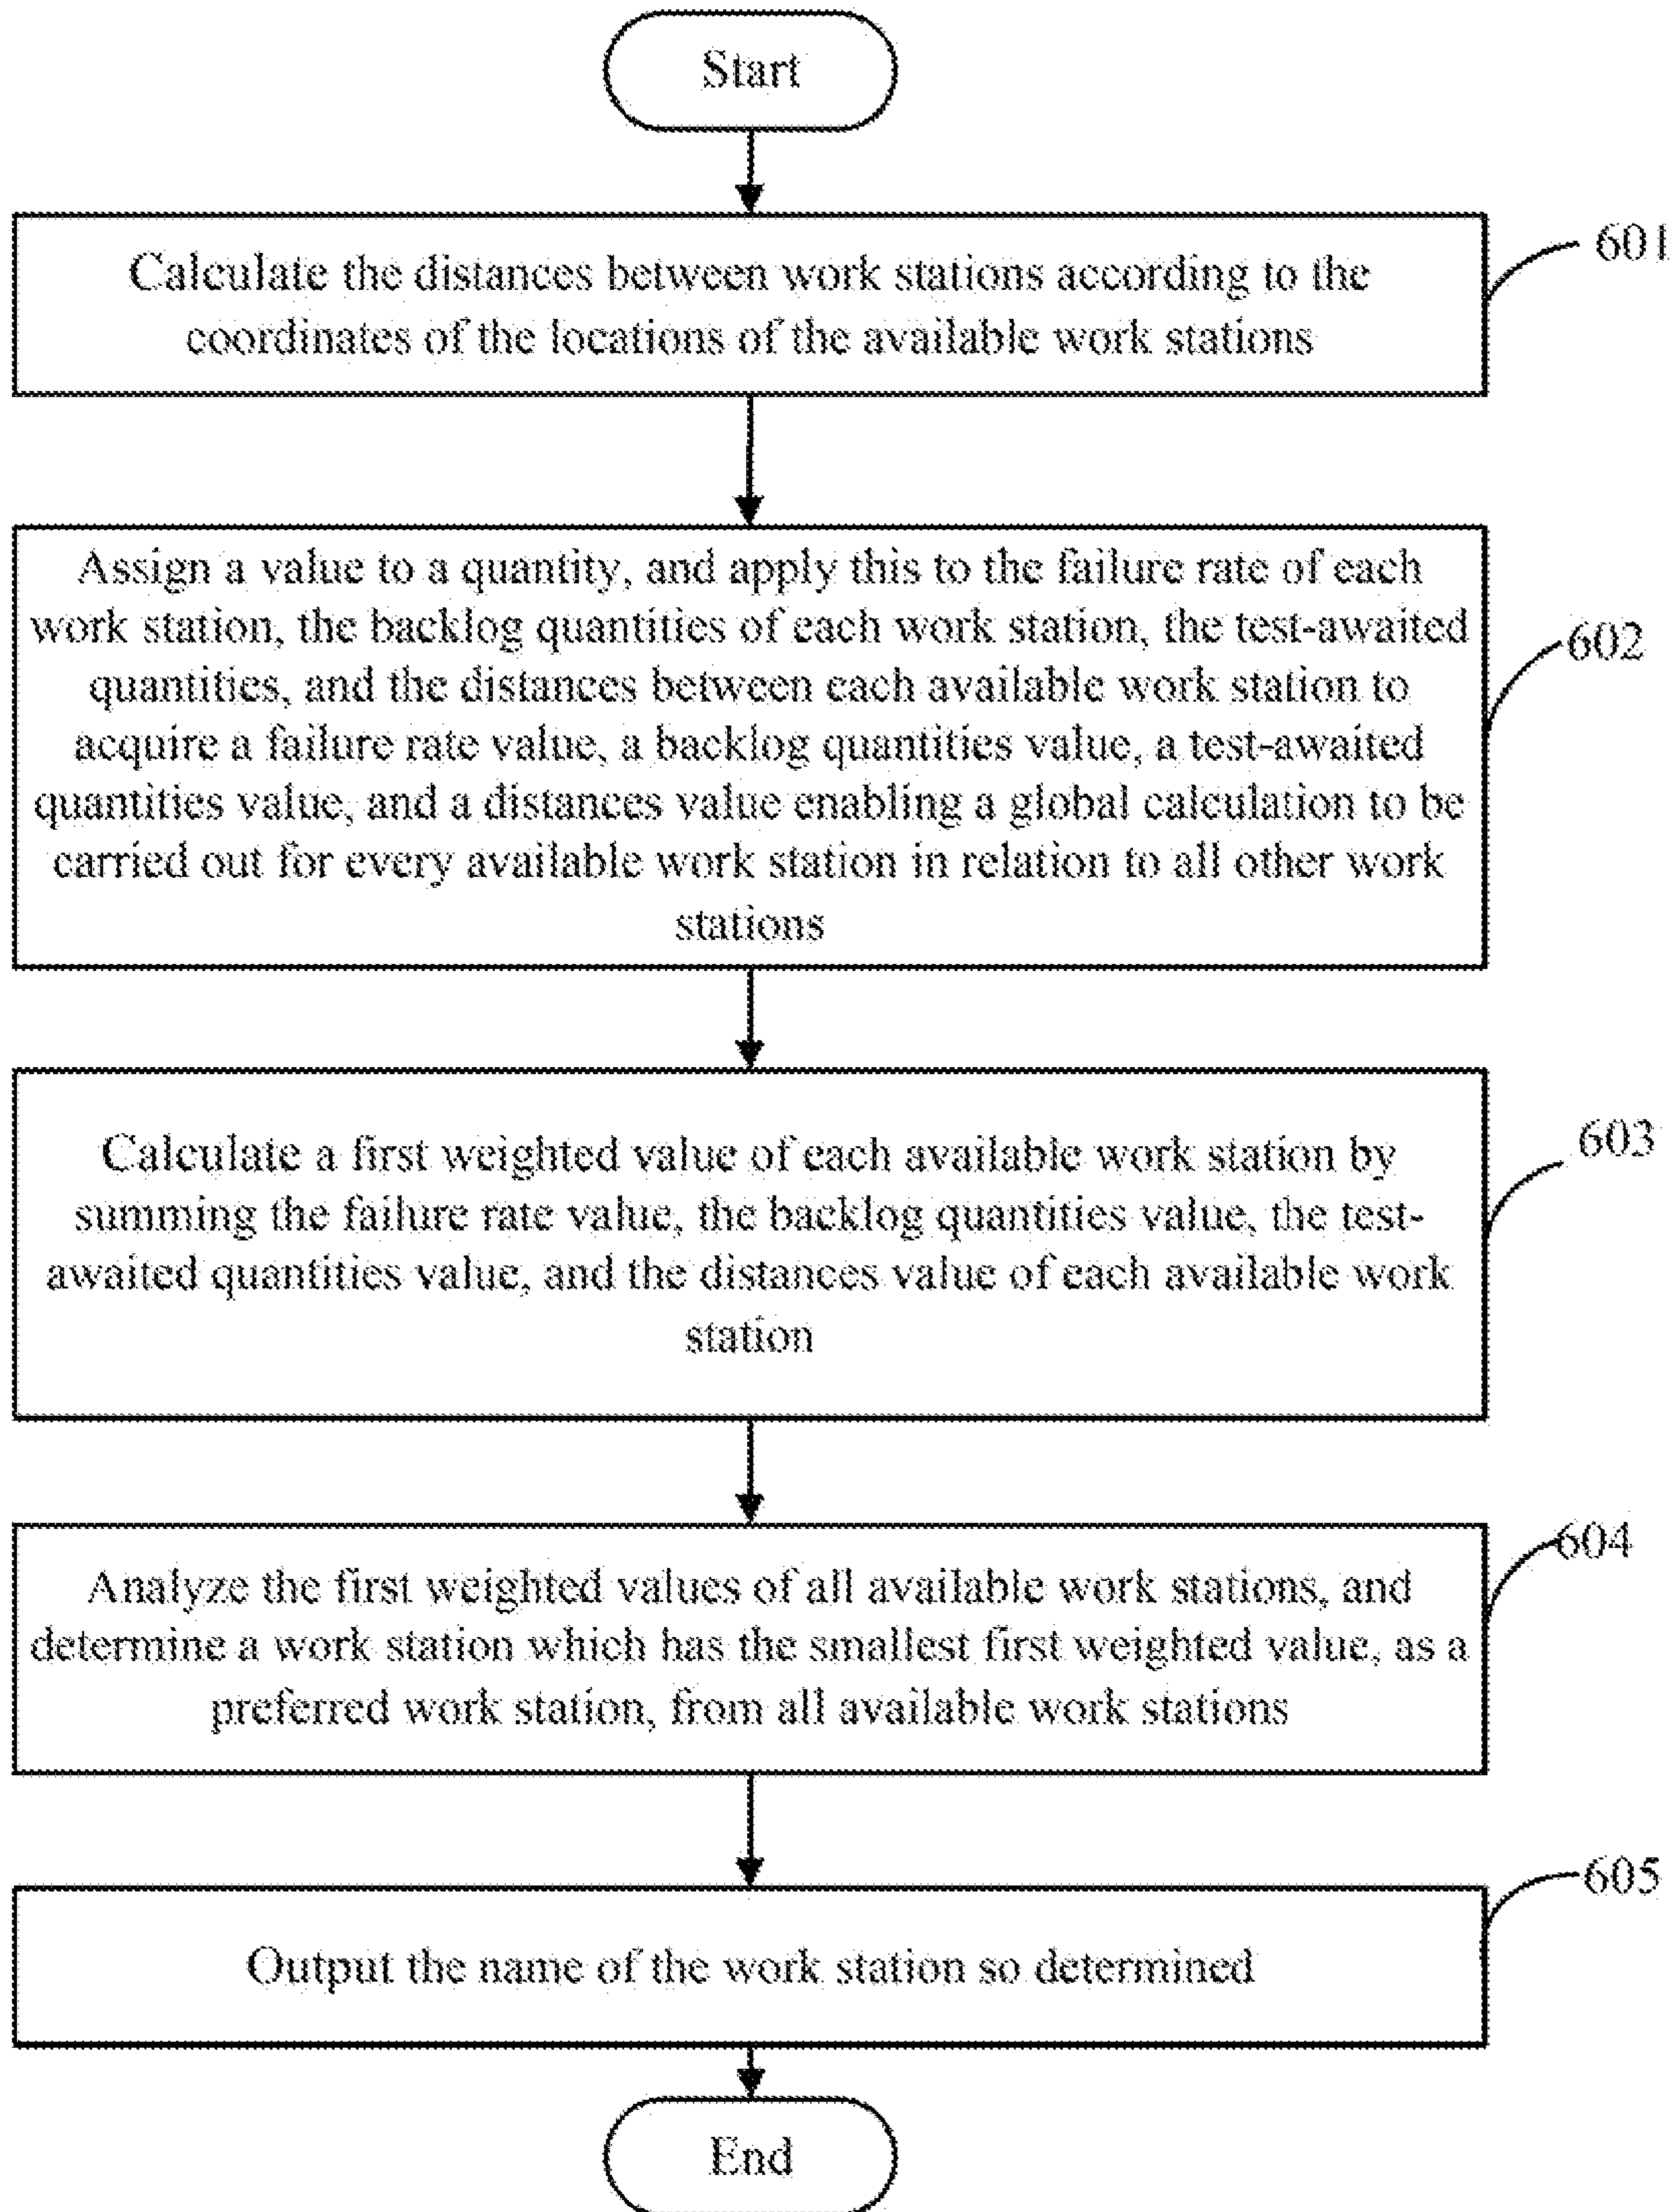 Start
Calculate the distances between work stations according to the
coordinates of the locations of the available work stations
601
Assign a value to a quantity, and apply this to the failure rate of each
work station, the backlog quantities of each work station, the test-awaited
quantities, and the distances between each available work station to
acquire a failure rate value, a backlog quantities value, a test-awaited
quantities value, and a distances value enabling a global calculation to be
carried out for every available work station in relation to all other work
stations
602
Calculate a first weighted value of each available work station by
summing the failure rate value, the backlog quantities value, the test-
awaited quantities value, and the distances value of each available work
station
603
Analyze the first weighted values of all available work stations, and
determine a work station which has the smallest first weighted value, as a
preferred work station, from all available work stations
604
Output the name of the work station so determined
605
End